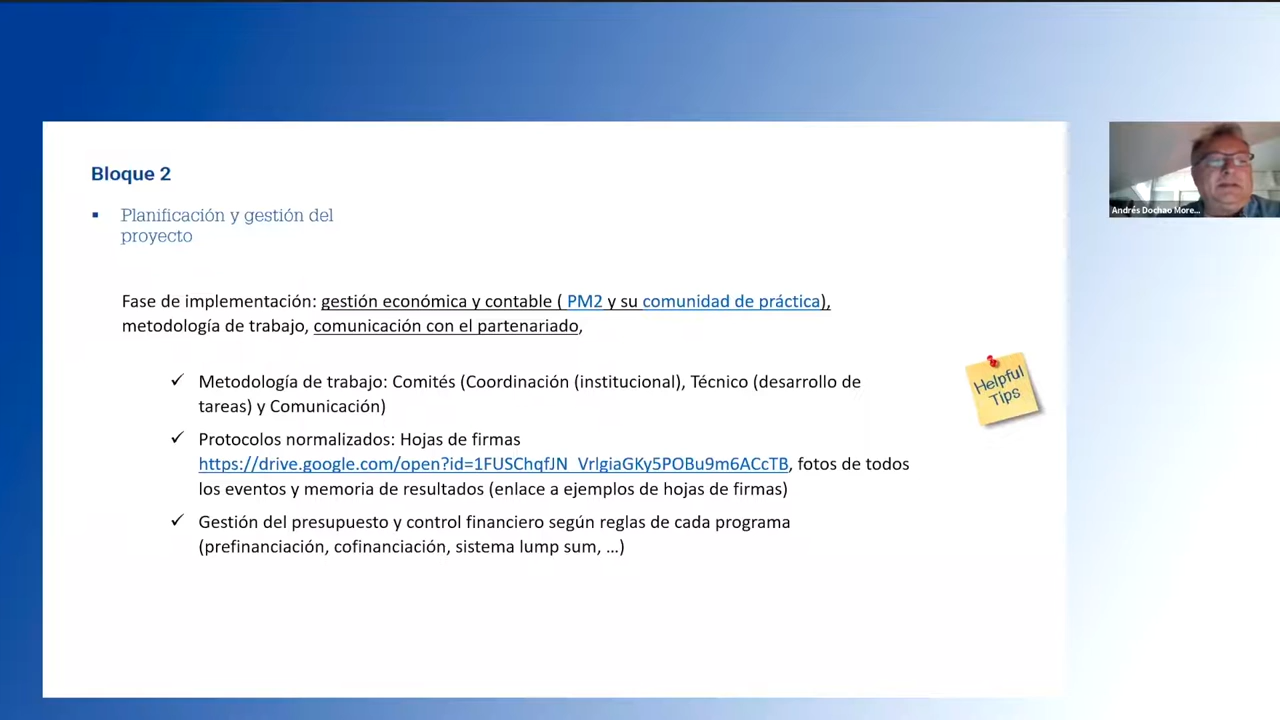 Bloque 2
▪ Planificación y gestión del
proyecto
Fase de implementación: gestión económica y contable ( PM2 y su comunidad de práctica),
metodología de trabajo, comunicación con el partenariado,
✓ Metodología de trabajo: Comités (Coordinación (institucional), Técnico (desarrollo de
tareas) y Comunicación)
✓ Protocolos normalizados: Hojas de firmas
https://drive.google.com/open?id=1FUSChqfJN_VrlgiaGKy5POBu9m6ACcTB, fotos de todos
los eventos y memoria de resultados (enlace a ejemplos de hojas de firmas)
✓ Gestión del presupuesto y control financiero según reglas de cada programa
(prefinanciación, cofinanciación, sistema lump sum, ...)
Helpful
Tips
Andrés Dochao More...